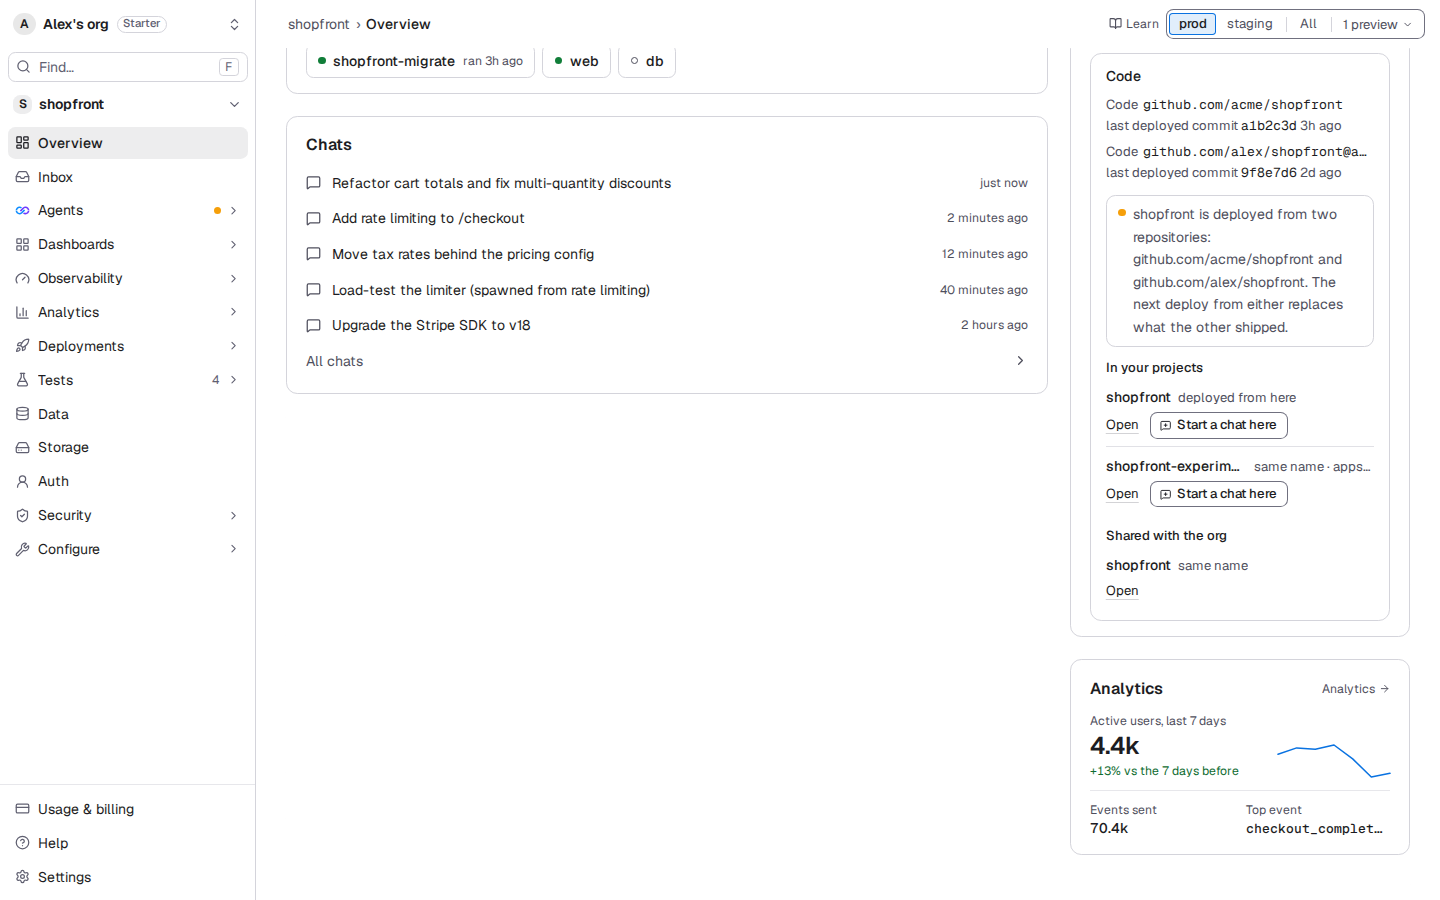 A Alex's org Starter
Find... F
S shopfront
Overview
Inbox
Agents
Dashboards
Observability
Analytics
Deployments
Tests 4
Data
Storage
Auth
Security
Configure
Usage & billing
Help
Settings
shopfront › Overview
Learn prod staging All 1 preview
shopfront-migrate ran 3h ago web db
Chats
Refactor cart totals and fix multi-quantity discounts just now
Add rate limiting to /checkout 2 minutes ago
Move tax rates behind the pricing config 12 minutes ago
Load-test the limiter (spawned from rate limiting) 40 minutes ago
Upgrade the Stripe SDK to v18 2 hours ago
All chats
Code
Code github.com/acme/shopfront
last deployed commit a1b2c3d 3h ago
Code github.com/alex/shopfront@a…
last deployed commit 9f8e7d6 2d ago
shopfront is deployed from two
repositories:
github.com/acme/shopfront and
github.com/alex/shopfront. The
next deploy from either replaces
what the other shipped.
In your projects
shopfront deployed from here
Open Start a chat here
shopfront-experim… same name · apps…
Open Start a chat here
Shared with the org
shopfront same name
Open
Analytics Analytics →
Active users, last 7 days
4.4k
+13% vs the 7 days before
Events sent Top event
70.4k checkout_complet…